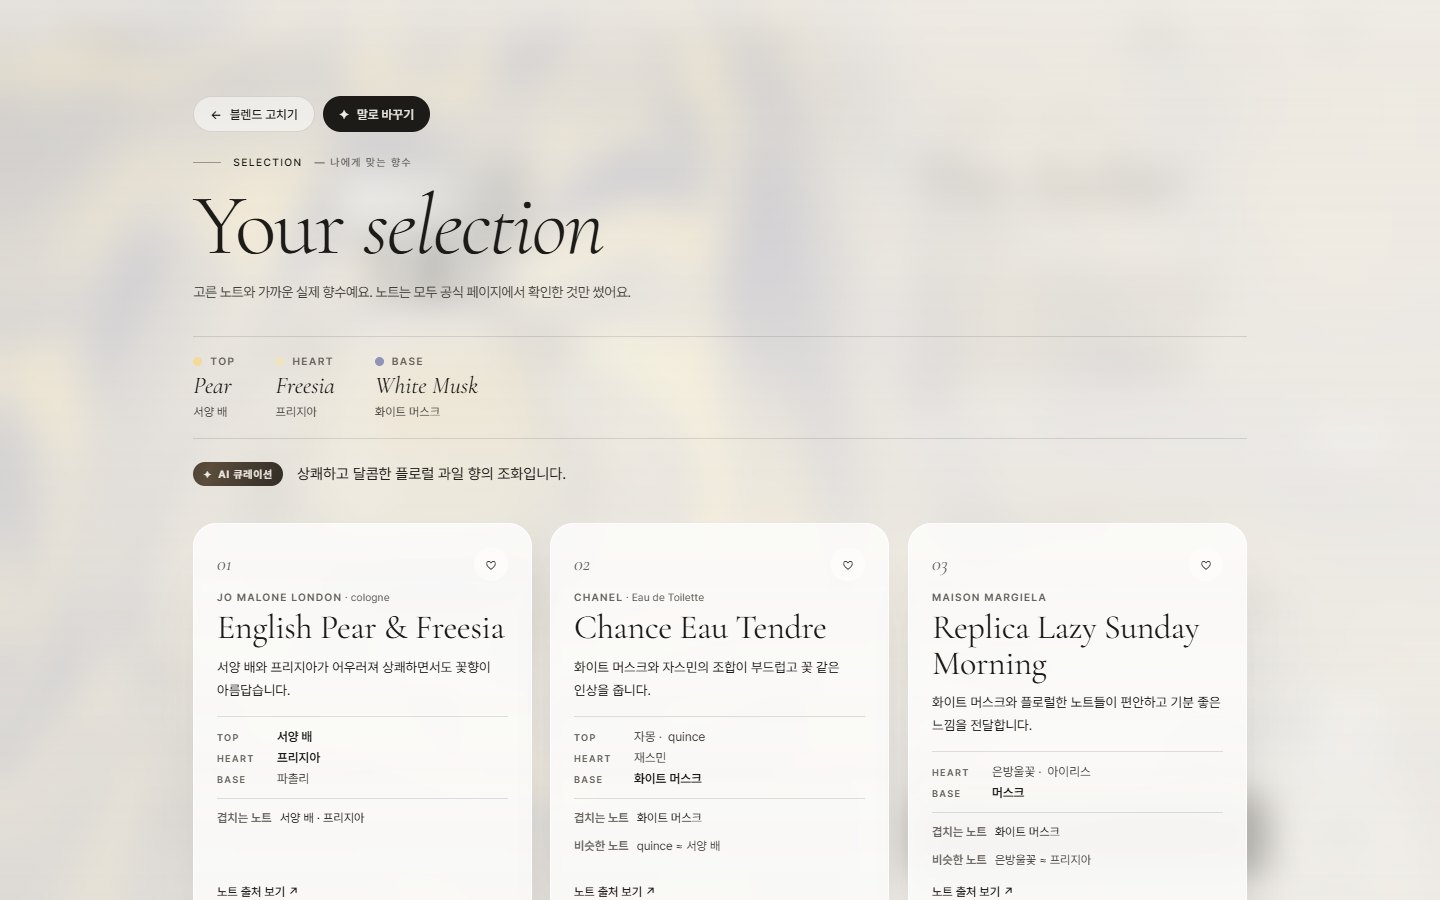 ← 블렌드 고치기 ✦ 말로 바꾸기
SELECTION — 나에게 맞는 향수
Your selection
고른 노트와 가까운 실제 향수예요. 노트는 모두 공식 페이지에서 확인한 것만 썼어요.
TOP HEART BASE
Pear Freesia White Musk
서양 배 프리지아 화이트 머스크
✦ AI 큐레이션 상쾌하고 달콤한 플로럴 과일 향의 조화입니다.
01
JO MALONE LONDON · cologne
English Pear & Freesia
서양 배와 프리지아가 어우러져 상쾌하면서도 꽃향이
아름답습니다.
TOP 서양 배
HEART 프리지아
BASE 파촐리
겹치는 노트 서양 배 · 프리지아
노트 출처 보기 ↗
02
CHANEL · Eau de Toilette
Chance Eau Tendre
화이트 머스크와 자스민의 조합이 부드럽고 꽃 같은
인상을 줍니다.
TOP 자몽 · quince
HEART 재스민
BASE 화이트 머스크
겹치는 노트 화이트 머스크
비슷한 노트 quince ≈ 서양 배
노트 출처 보기 ↗
03
MAISON MARGIELA
Replica Lazy Sunday
Morning
화이트 머스크와 플로럴한 노트들이 편안하고 기분 좋은
느낌을 전달합니다.
HEART 은방울꽃 · 아이리스
BASE 머스크
겹치는 노트 화이트 머스크
비슷한 노트 은방울꽃 ≈ 프리지아
노트 출처 보기 ↗